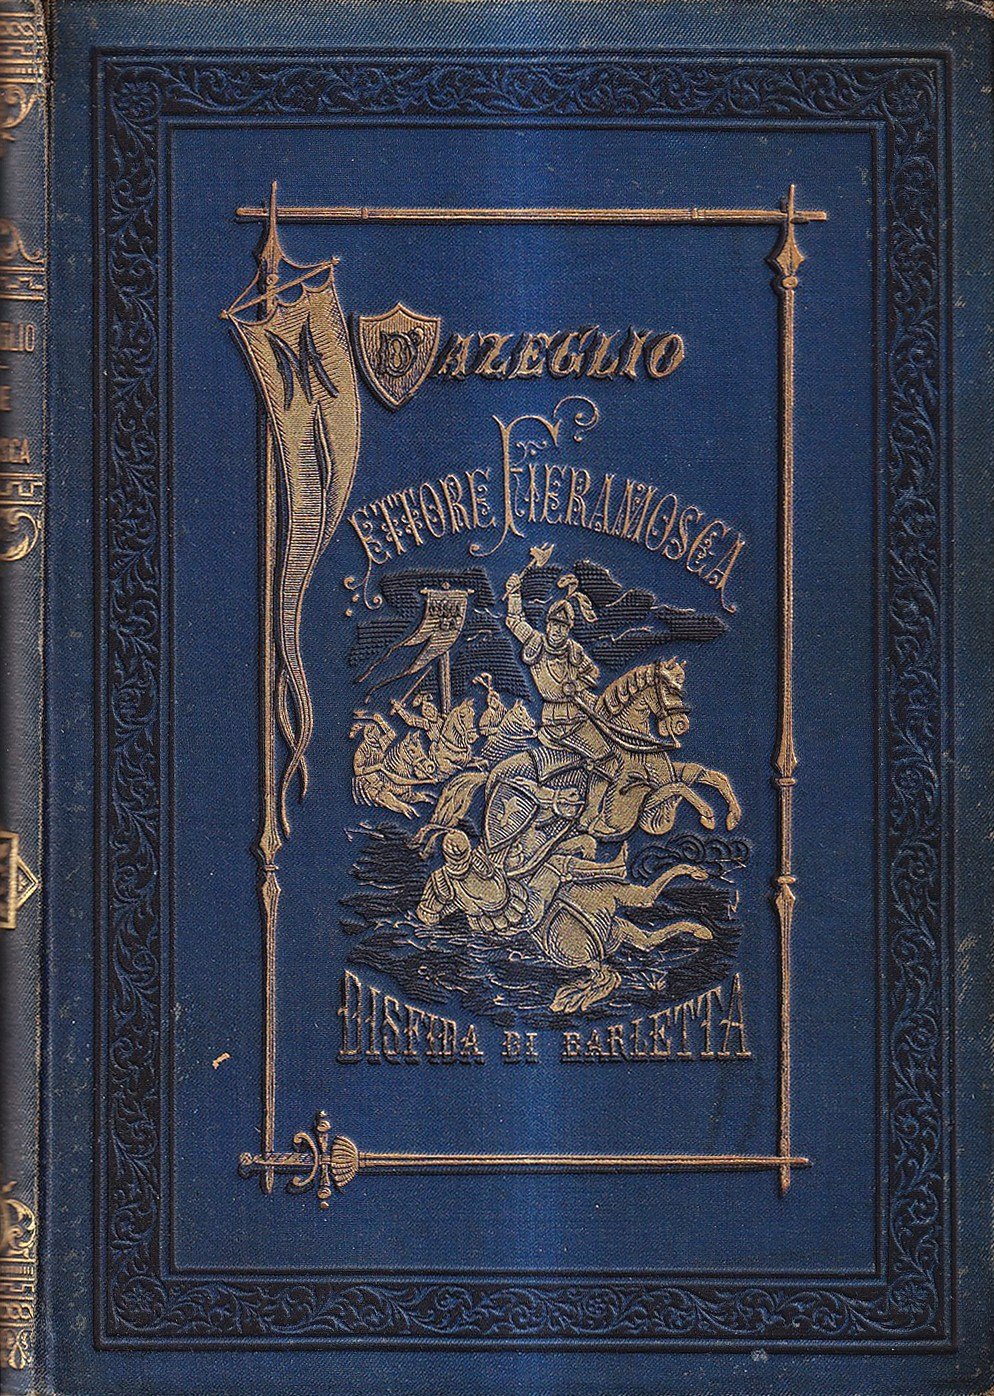 M D'AZEGLIO
ETTORE FIERAMOSCA
DISFIDA DI BARLETTA